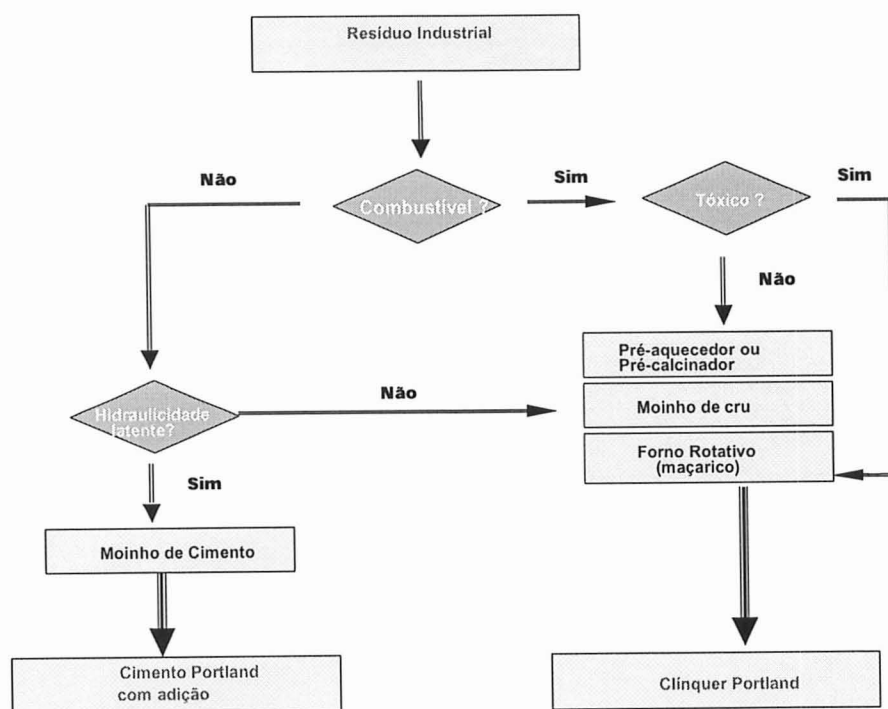 Resíduo Industrial
Não
Sim
Sim
Combustível ?
Tóxico ?
Não
Pré-aquecedor ou
Pré-calcinador
Hidraulicidade
latente?
Não
Moinho de cru
Forno Rotativo
(maçarico)
Sim
Moinho de Cimento
Cimento Portland
com adição
Clínquer Portland